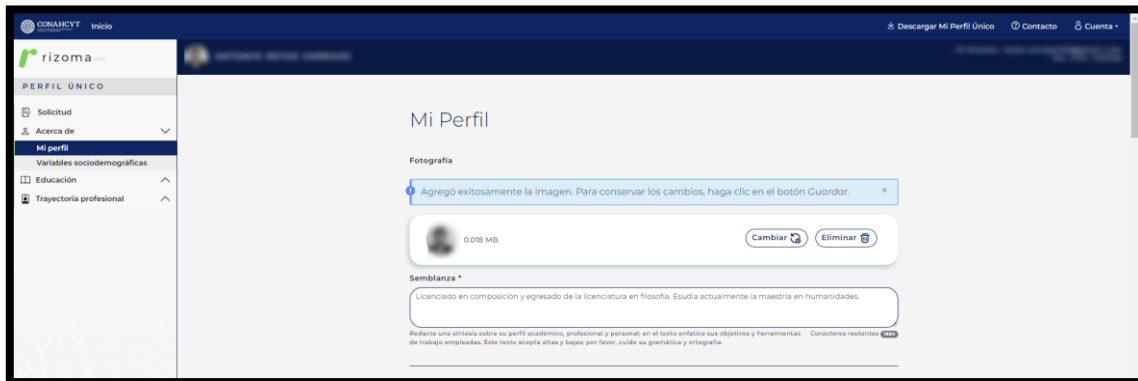 CONAHCYT Inicio
Descargar Mi Perfil Único Contacto Cuenta
rizoma
PERFIL ÚNICO
Solicitud
Acerca de
Mi perfil
Variables sociodemográficas
Educación
Trayectoria profesional
Mi Perfil
Fotografía
Agregó exitosamente la imagen. Para conservar los cambios, haga clic en el botón Guardar. ×
0.018 MB Cambiar Eliminar
Semblanza *
Licenciado en composición y egresado de la licenciatura en filosofía. Esudia actualmente la maestría en humanidades.
Redacte una síntesis sobre su perfil académico, profesional y personal; en el texto enfatice sus objetivos y herramientas Caracteres restantes
de trabajo empleadas. Este texto acepta altas y bajas; por favor, cuide su gramática y ortografía.